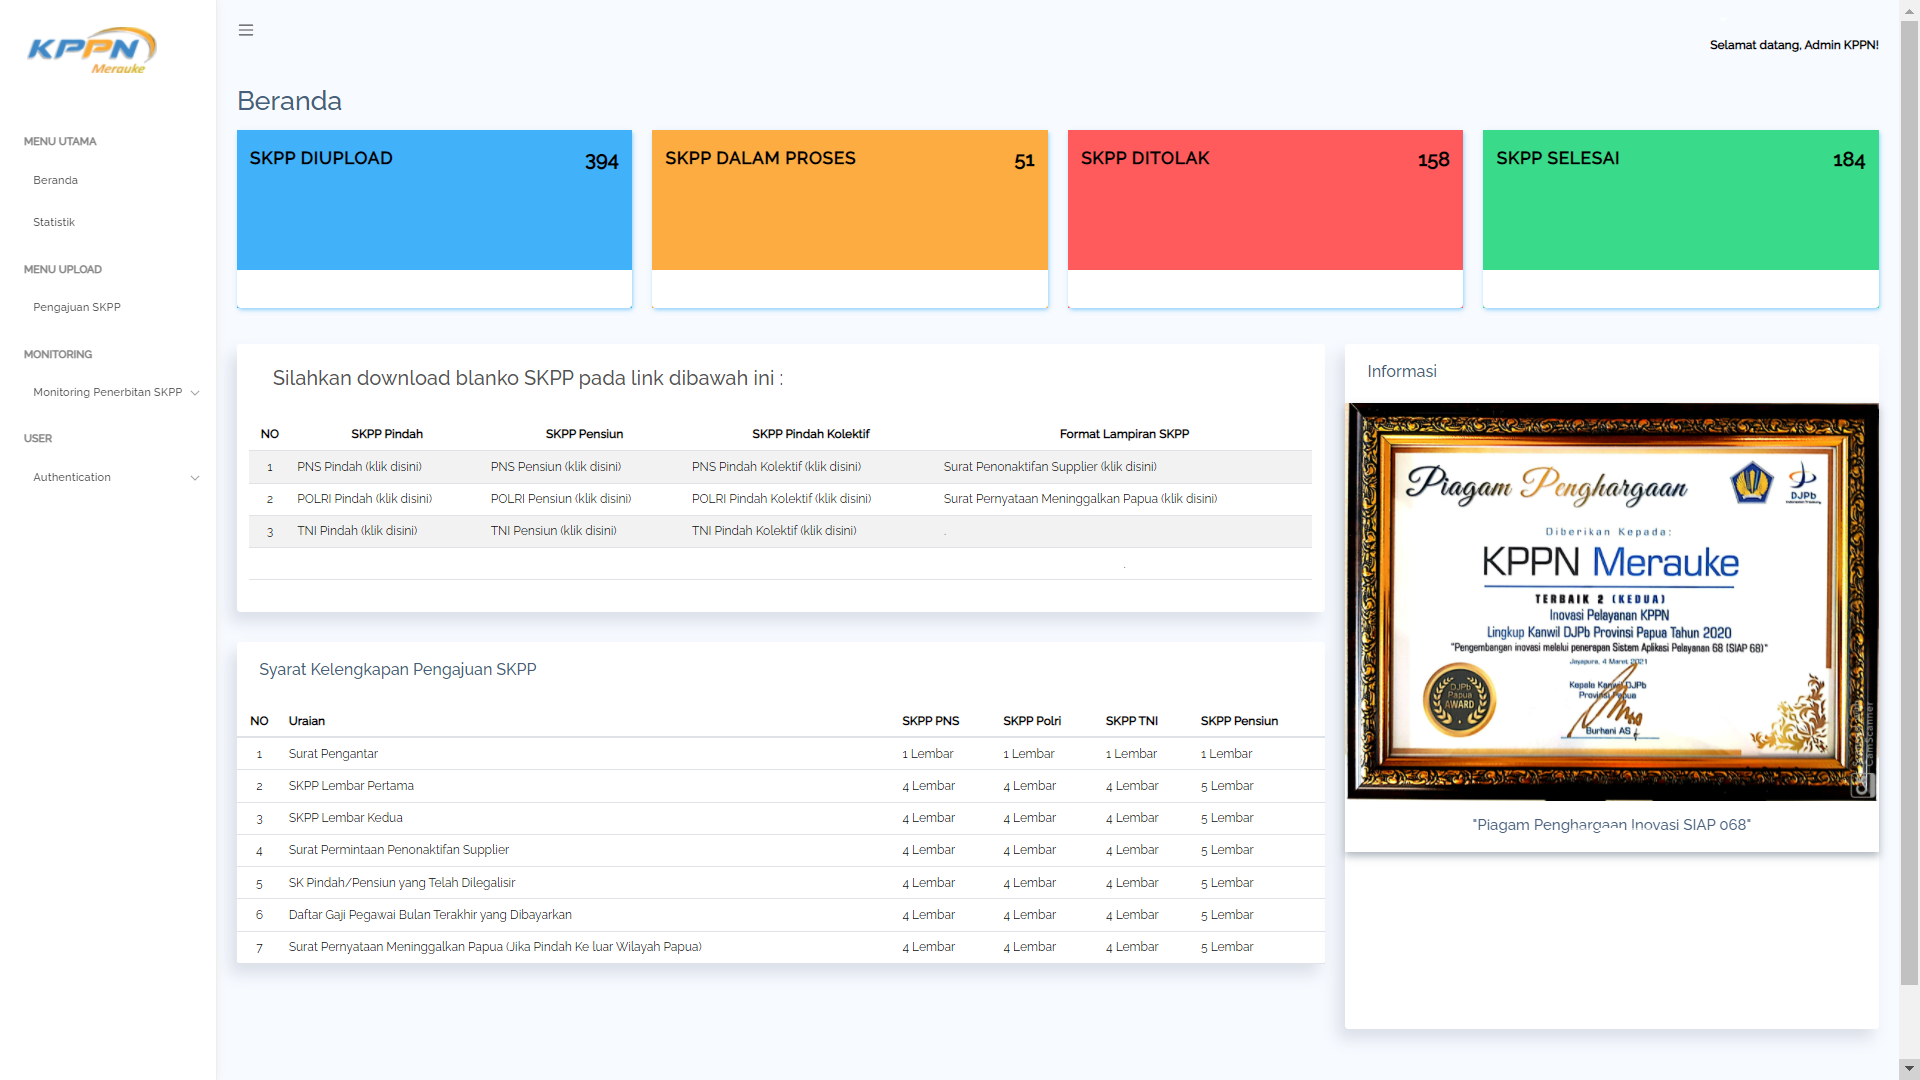 KPPN
Merauke
Selamat datang, Admin KPPN!
MENU UTAMA
Beranda
Statistik
MENU UPLOAD
Pengajuan SKPP
MONITORING
Monitoring Penerbitan SKPP
USER
Authentication
Beranda
SKPP DIUPLOAD 394
SKPP DALAM PROSES 51
SKPP DITOLAK 158
SKPP SELESAI 184
Silahkan download blanko SKPP pada link dibawah ini :
NO SKPP Pindah SKPP Pensiun SKPP Pindah Kolektif Format Lampiran SKPP
1 PNS Pindah (klik disini) PNS Pensiun (klik disini) PNS Pindah Kolektif (klik disini) Surat Penonaktifan Supplier (klik disini)
2 POLRI Pindah (klik disini) POLRI Pensiun (klik disini) POLRI Pindah Kolektif (klik disini) Surat Pernyataan Meninggalkan Papua (klik disini)
3 TNI Pindah (klik disini) TNI Pensiun (klik disini) TNI Pindah Kolektif (klik disini) .
.
Syarat Kelengkapan Pengajuan SKPP
NO Uraian SKPP PNS SKPP Polri SKPP TNI SKPP Pensiun
1 Surat Pengantar 1 Lembar 1 Lembar 1 Lembar 1 Lembar
2 SKPP Lembar Pertama 4 Lembar 4 Lembar 4 Lembar 5 Lembar
3 SKPP Lembar Kedua 4 Lembar 4 Lembar 4 Lembar 5 Lembar
4 Surat Permintaan Penonaktifan Supplier 4 Lembar 4 Lembar 4 Lembar 5 Lembar
5 SK Pindah/Pensiun yang Telah Dilegalisir 4 Lembar 4 Lembar 4 Lembar 5 Lembar
6 Daftar Gaji Pegawai Bulan Terakhir yang Dibayarkan 4 Lembar 4 Lembar 4 Lembar 5 Lembar
7 Surat Pernyataan Meninggalkan Papua (Jika Pindah Ke luar Wilayah Papua) 4 Lembar 4 Lembar 4 Lembar 5 Lembar
Informasi
Piagam Penghargaan
DJPb
Diberikan Kepada:
KPPN Merauke
TERBAIK 2 (KEDUA)
Inovasi Pelayanan KPPN
Lingkup Kanwil DJPb Provinsi Papua Tahun 2020
"Pengembangan inovasi melalui penerapan Sistem Aplikasi Pelayanan 68 (SIAP 68)"
Jayapura, 4 Maret 2021
Kepala Kanwil DJPb
Provinsi Papua
DJPb
Papua
AWARD
Burhani AS
CamScanner
"Piagam Penghargaan Inovasi SIAP 068"